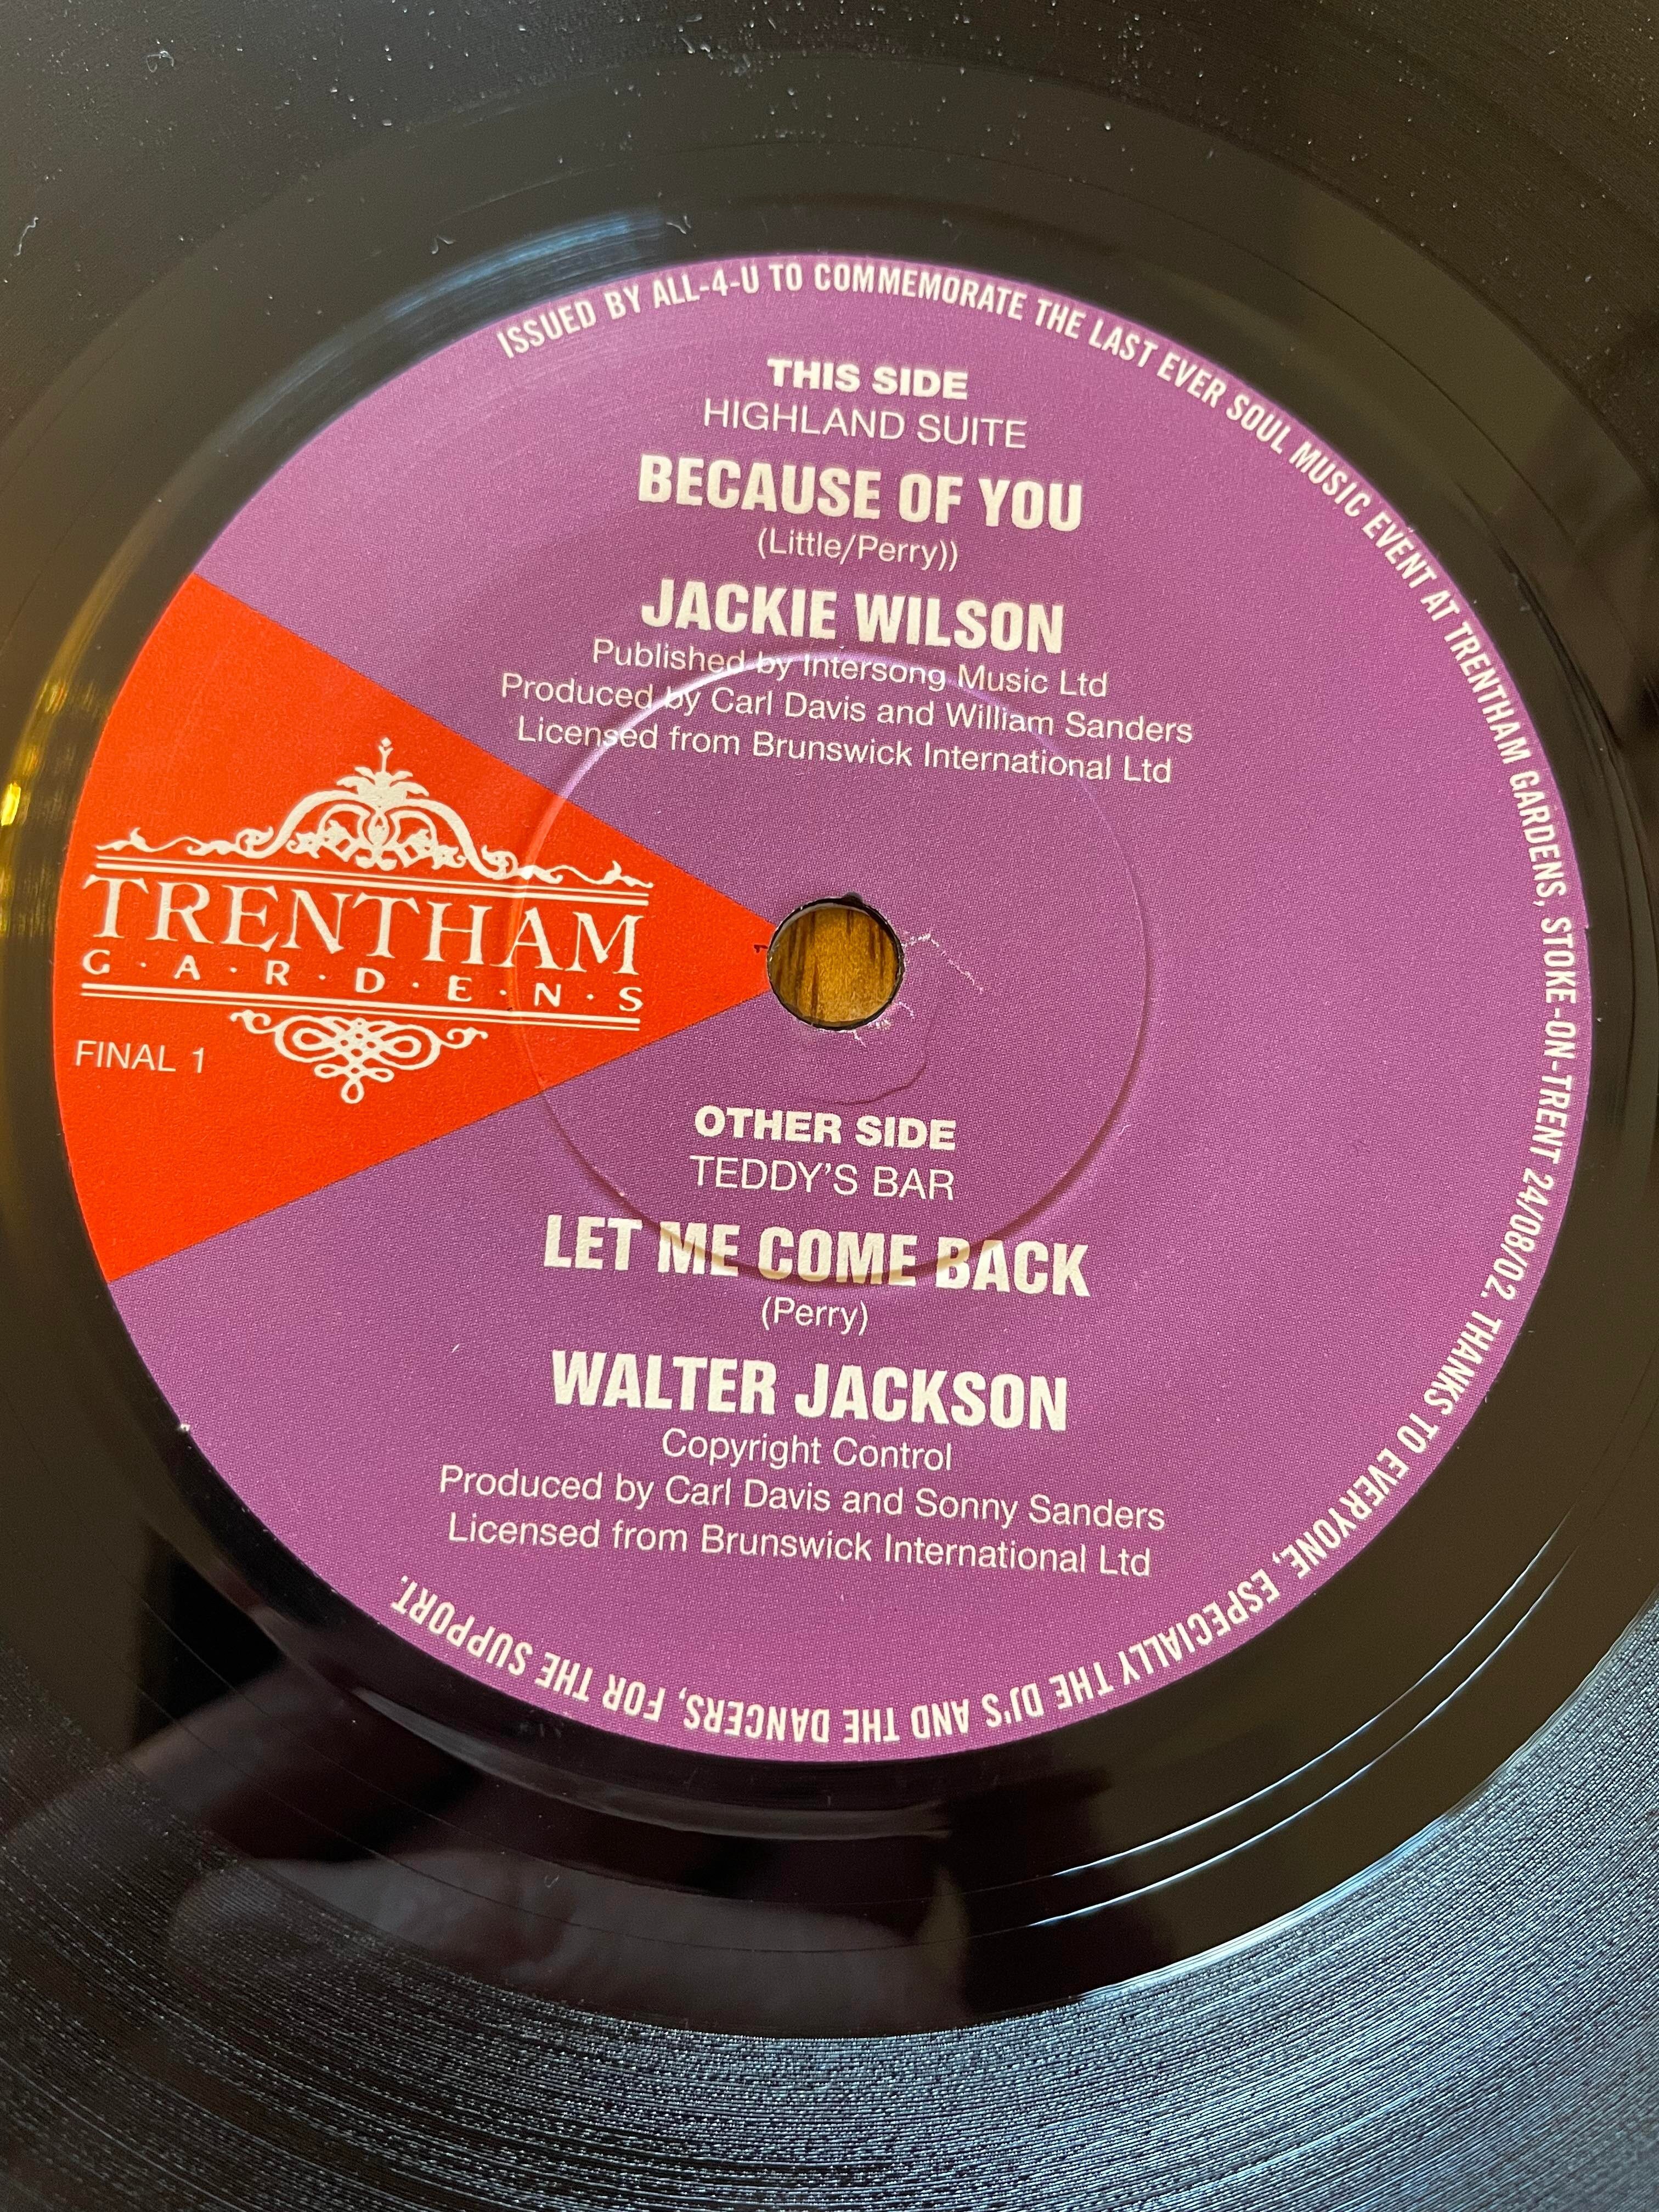 ISSUED BY ALL-4-U TO COMMEMORATE THE LAST EVER SOUL MUSIC EVENT AT TRENTHAM GARDENS, STOKE-ON-TRENT 24/08/02. THANKS TO EVERYONE, ESPECIALLY THE DJ'S AND THE DANCERS, FOR THE SUPPORT.
THIS SIDE
HIGHLAND SUITE
BECAUSE OF YOU
(Little/Perry))
JACKIE WILSON
Published by Intersong Music Ltd
Produced by Carl Davis and William Sanders
Licensed from Brunswick International Ltd
TRENTHAM
G·A·R·D·E·N·S
FINAL 1
OTHER SIDE
TEDDY'S BAR
LET ME COME BACK
(Perry)
WALTER JACKSON
Copyright Control
Produced by Carl Davis and Sonny Sanders
Licensed from Brunswick International Ltd